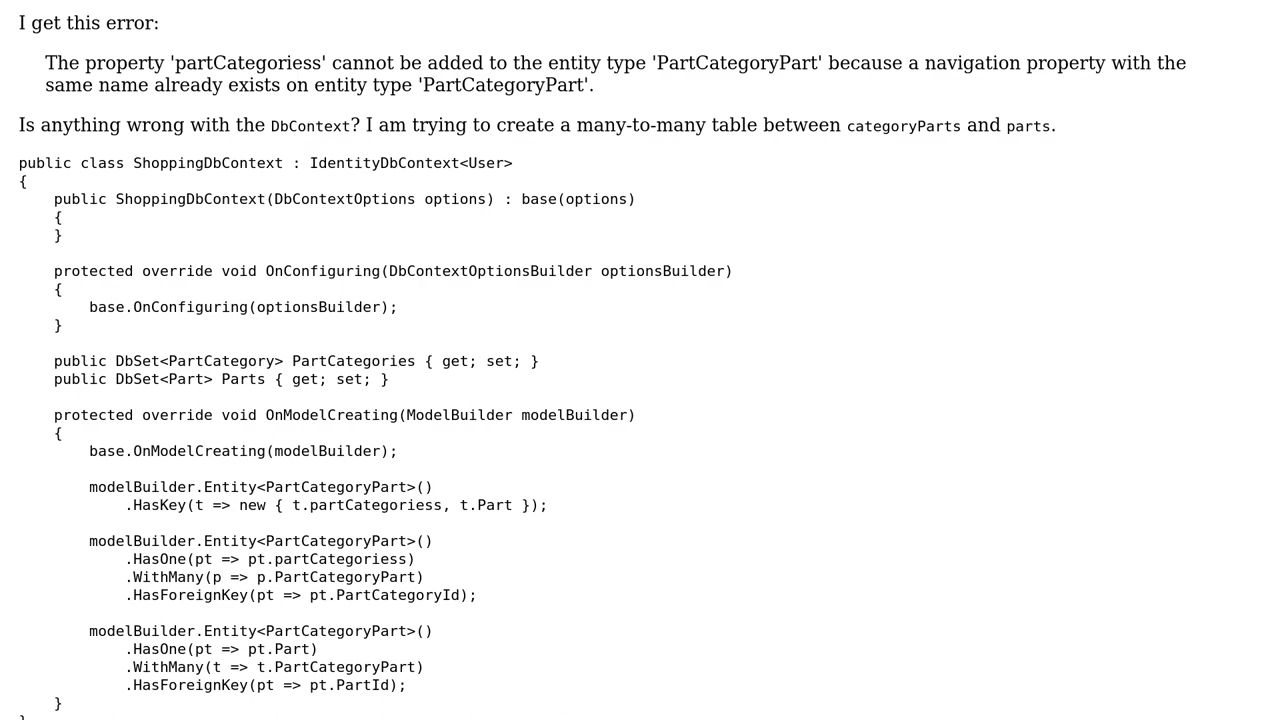 I get this error:
The property 'partCategoriess' cannot be added to the entity type 'PartCategoryPart' because a navigation property with the
same name already exists on entity type 'PartCategoryPart'.
Is anything wrong with the DbContext? I am trying to create a many-to-many table between categoryParts and parts.
public class ShoppingDbContext : IdentityDbContext<User>
{
    public ShoppingDbContext(DbContextOptions options) : base(options)
    {
    }
    protected override void OnConfiguring(DbContextOptionsBuilder optionsBuilder)
    {
        base.OnConfiguring(optionsBuilder);
    }
    public DbSet<PartCategory> PartCategories { get; set; }
    public DbSet<Part> Parts { get; set; }
    protected override void OnModelCreating(ModelBuilder modelBuilder)
    {
        base.OnModelCreating(modelBuilder);
        modelBuilder.Entity<PartCategoryPart>()
            .HasKey(t => new { t.partCategoriess, t.Part });
        modelBuilder.Entity<PartCategoryPart>()
            .HasOne(pt => pt.partCategoriess)
            .WithMany(p => p.PartCategoryPart)
            .HasForeignKey(pt => pt.PartCategoryId);
        modelBuilder.Entity<PartCategoryPart>()
            .HasOne(pt => pt.Part)
            .WithMany(t => t.PartCategoryPart)
            .HasForeignKey(pt => pt.PartId);
    }
}